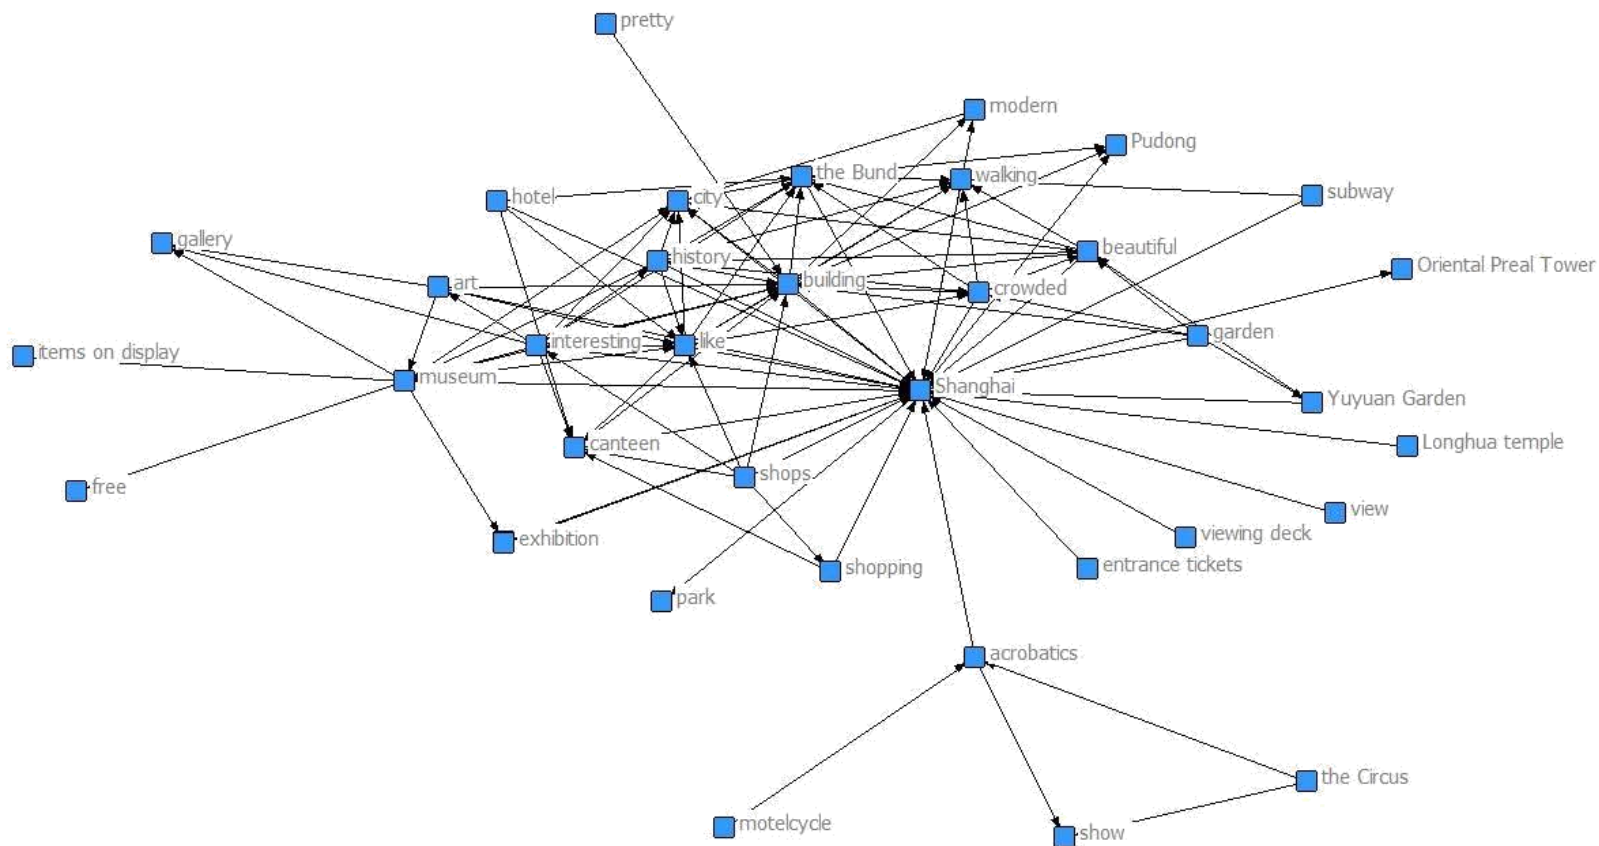 pretty
modern
Pudong
the Bund
walking
subway
hotel
city
gallery
beautiful
history
Oriental Preal Tower
art
building
crowded
garden
items on display
interesting
like
museum
Shanghai
Yuyuan Garden
canteen
Longhua temple
shops
free
view
exhibition
viewing deck
shopping
entrance tickets
park
acrobatics
the Circus
motelcycle
show